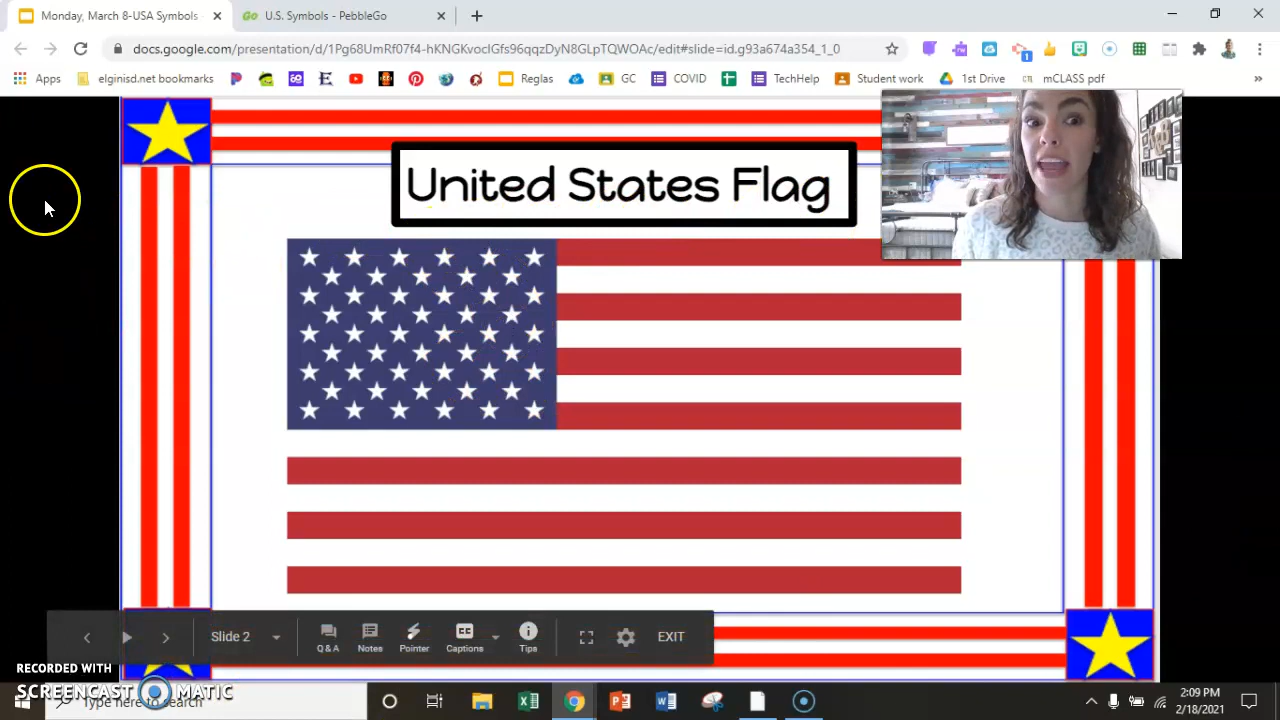 Monday, March 8-USA Symbols
U.S. Symbols - PebbleGo
docs.google.com/presentation/d/1Pg68UmRf07f4-hKNGKvocIGfs96qqzDyN8GLpTQWOAc/edit#slide=id.g93a674a354_1_0
Apps elginisd.net bookmarks Reglas GC COVID TechHelp Student work 1st Drive mCLASS pdf
United States Flag
Slide 2 Q & A Notes Pointer Captions Tips EXIT
RECORDED WITH
SCREENCAST MATIC
Type here to search
2:09 PM
2/18/2021